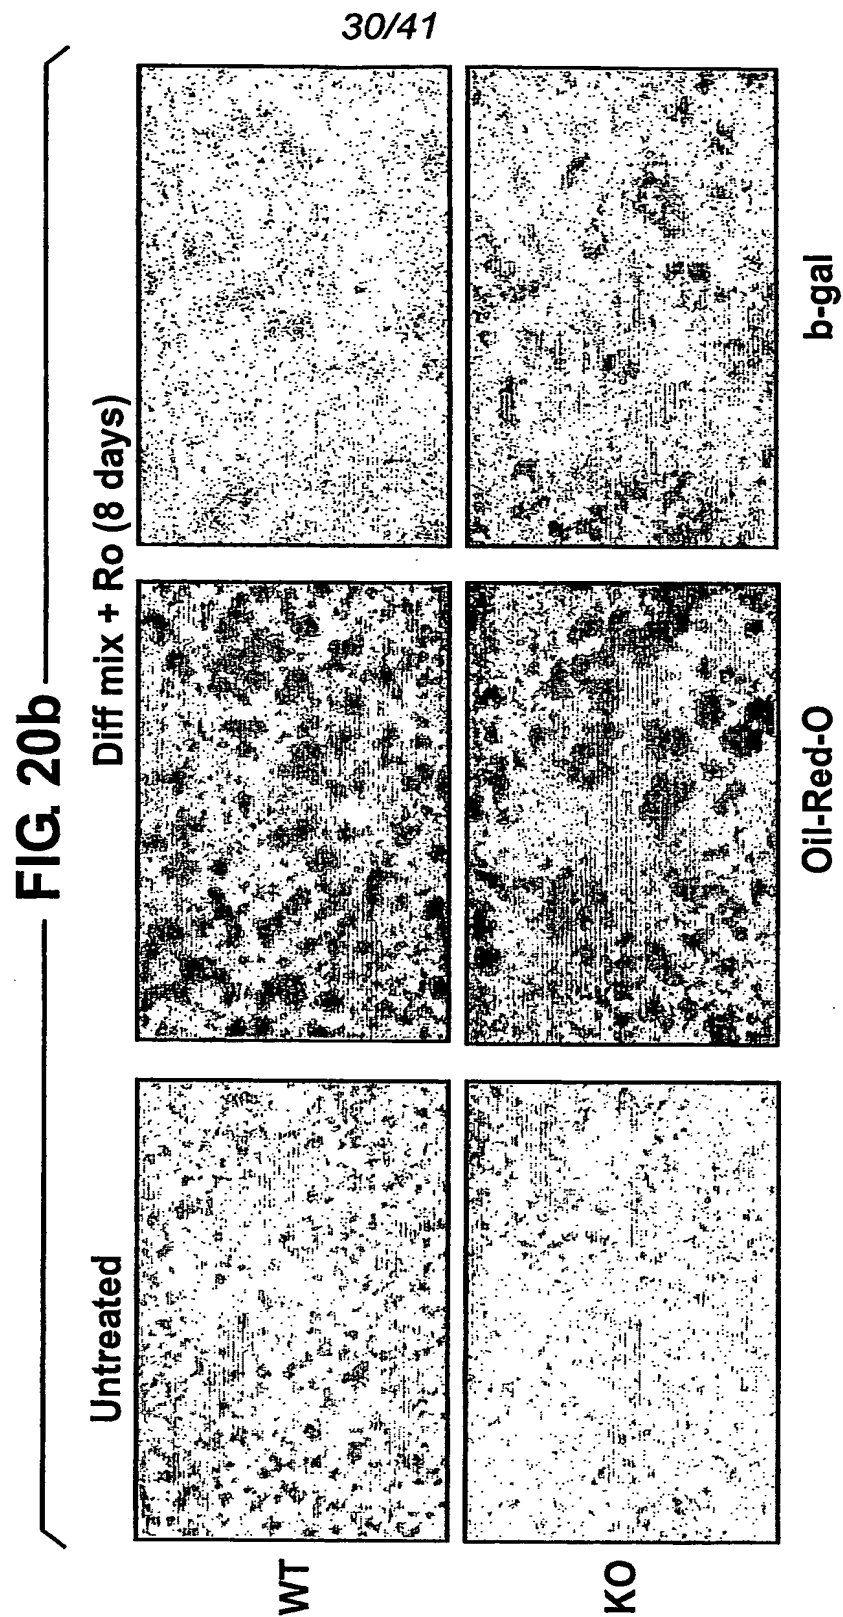 30/41
FIG. 20b
Untreated
Diff mix + Ro (8 days)
WT
KO
Oil-Red-O
b-gal